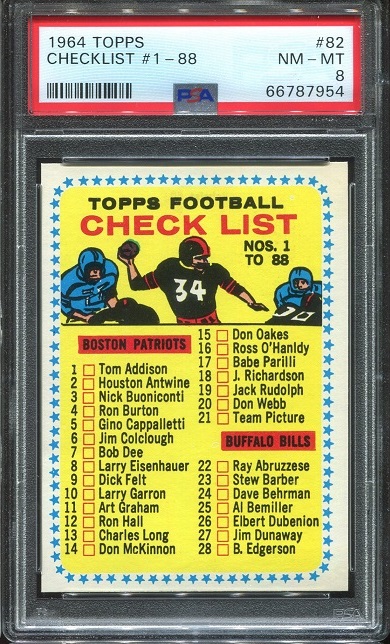 1964 TOPPS #82
CHECKLIST #1-88 NM-MT
8
PSA 66787954
TOPPS FOOTBALL
CHECK LIST
NOS. 1
TO 88
34
BOSTON PATRIOTS
1 Tom Addison
2 Houston Antwine
3 Nick Buoniconti
4 Ron Burton
5 Gino Cappalletti
6 Jim Colclough
7 Bob Dee
8 Larry Eisenhauer
9 Dick Felt
10 Larry Garron
11 Art Graham
12 Ron Hall
13 Charles Long
14 Don McKinnon
15 Don Oakes
16 Ross O'Hanldy
17 Babe Parilli
18 J. Richardson
19 Jack Rudolph
20 Don Webb
21 Team Picture
BUFFALO BILLS
22 Ray Abruzzese
23 Stew Barber
24 Dave Behrman
25 Al Bemiller
26 Elbert Dubenion
27 Jim Dunaway
28 B. Edgerson
PSA